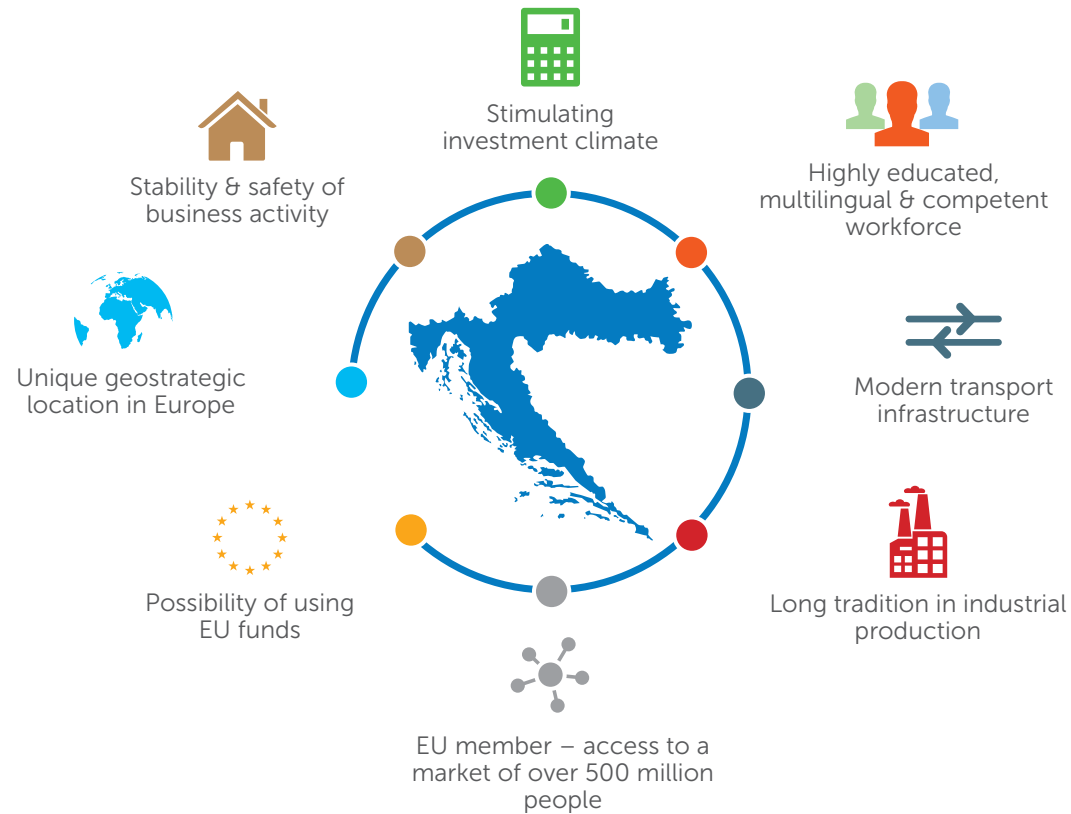 Stimulating
investment climate
Highly educated,
multilingual & competent
workforce
Modern transport
infrastructure
Long tradition in industrial
production
EU member – access to a
market of over 500 million
people
Possibility of using
EU funds
Unique geostrategic
location in Europe
Stability & safety of
business activity